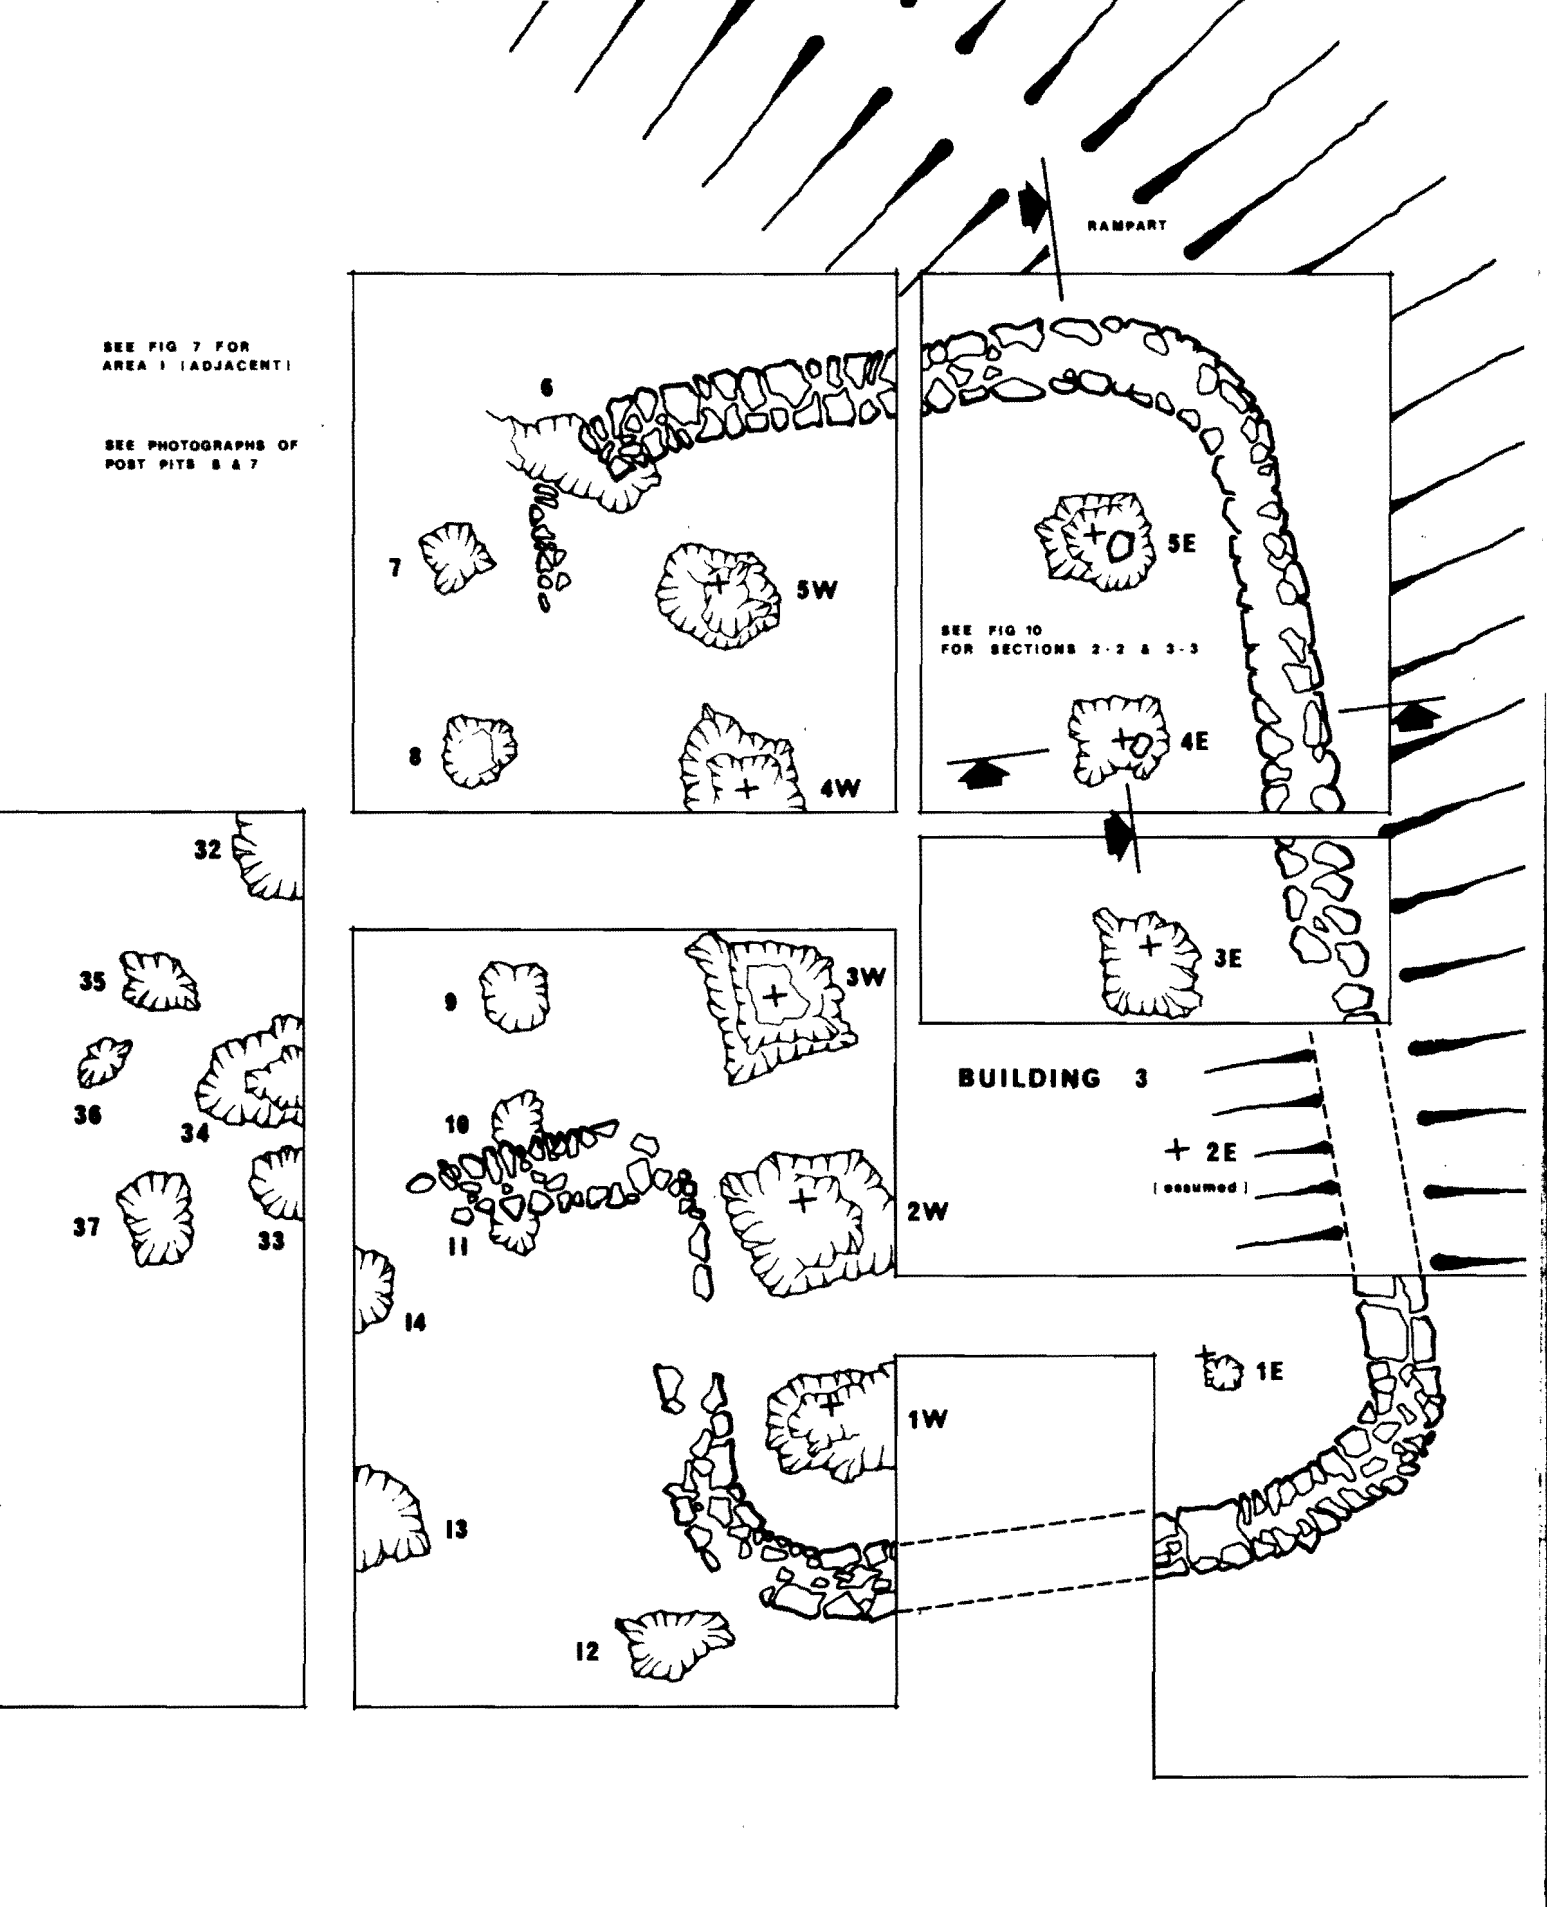 RAMPART
SEE FIG 7 FOR
AREA 1 (ADJACENT)
6
SEE PHOTOGRAPHS OF
POST PITS 6 & 7
7
5W
5E
SEE FIG 10
FOR SECTIONS 2-2 & 3-3
8
4W
4E
32
35
9
3W
3E
36
34
10
BUILDING 3
2E
(assumed)
37
33
11
2W
14
1W
1E
13
12